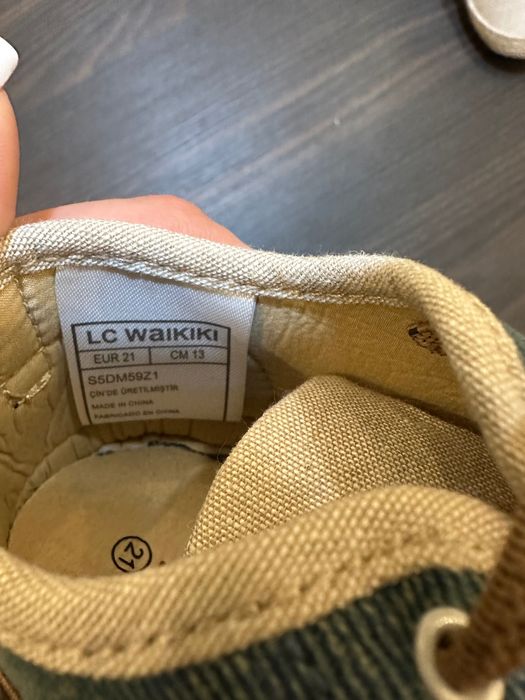 LC WAIKIKI
EUR 21 CM 13
S5DM59Z1
ÇİN'DE ÜRETİLMİŞTİR
MADE IN CHINA
FABRICADO EN CHINA
21